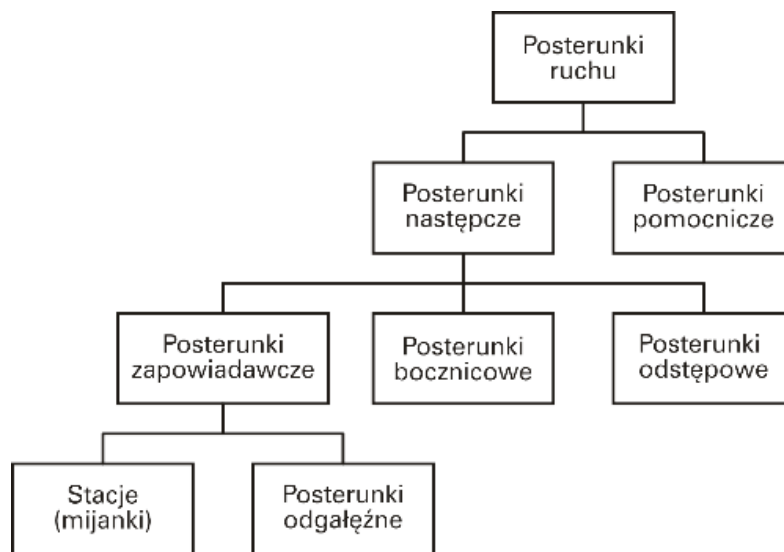 Posterunki
ruchu
Posterunki
następcze
Posterunki
pomocnicze
Posterunki
zapowiadawcze
Posterunki
bocznicowe
Posterunki
odstępowe
Stacje
(mijanki)
Posterunki
odgałęźne